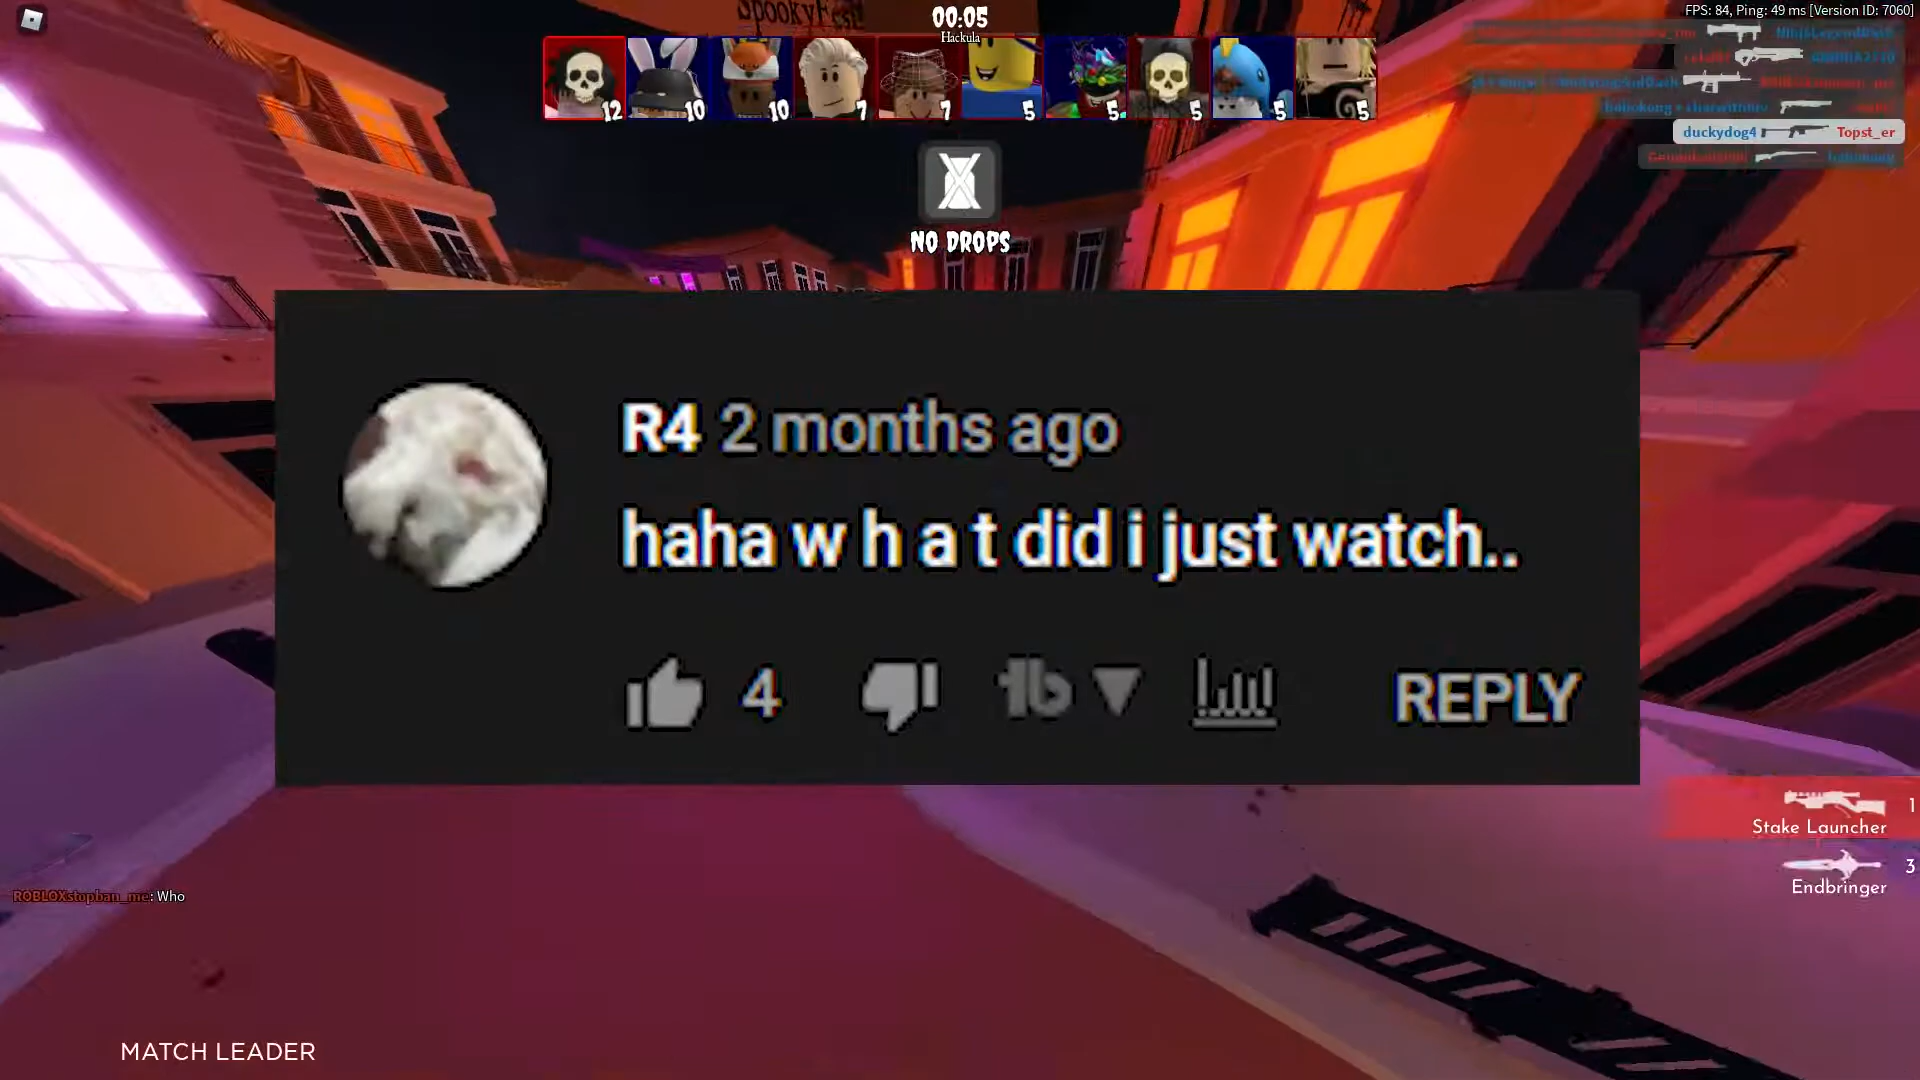 SpookyFest
00:05
Hackula
FPS: 84, Ping: 49 ms [Version ID: 7060]
12
10
10
7
7
5
5
5
5
5
duckydog4 Topst_er
NO DROPS
R4 2 months ago
haha w h a t did i just watch..
4
REPLY
1
Stake Launcher
3
Endbringer
ROBLOXstopban_me: Who
MATCH LEADER